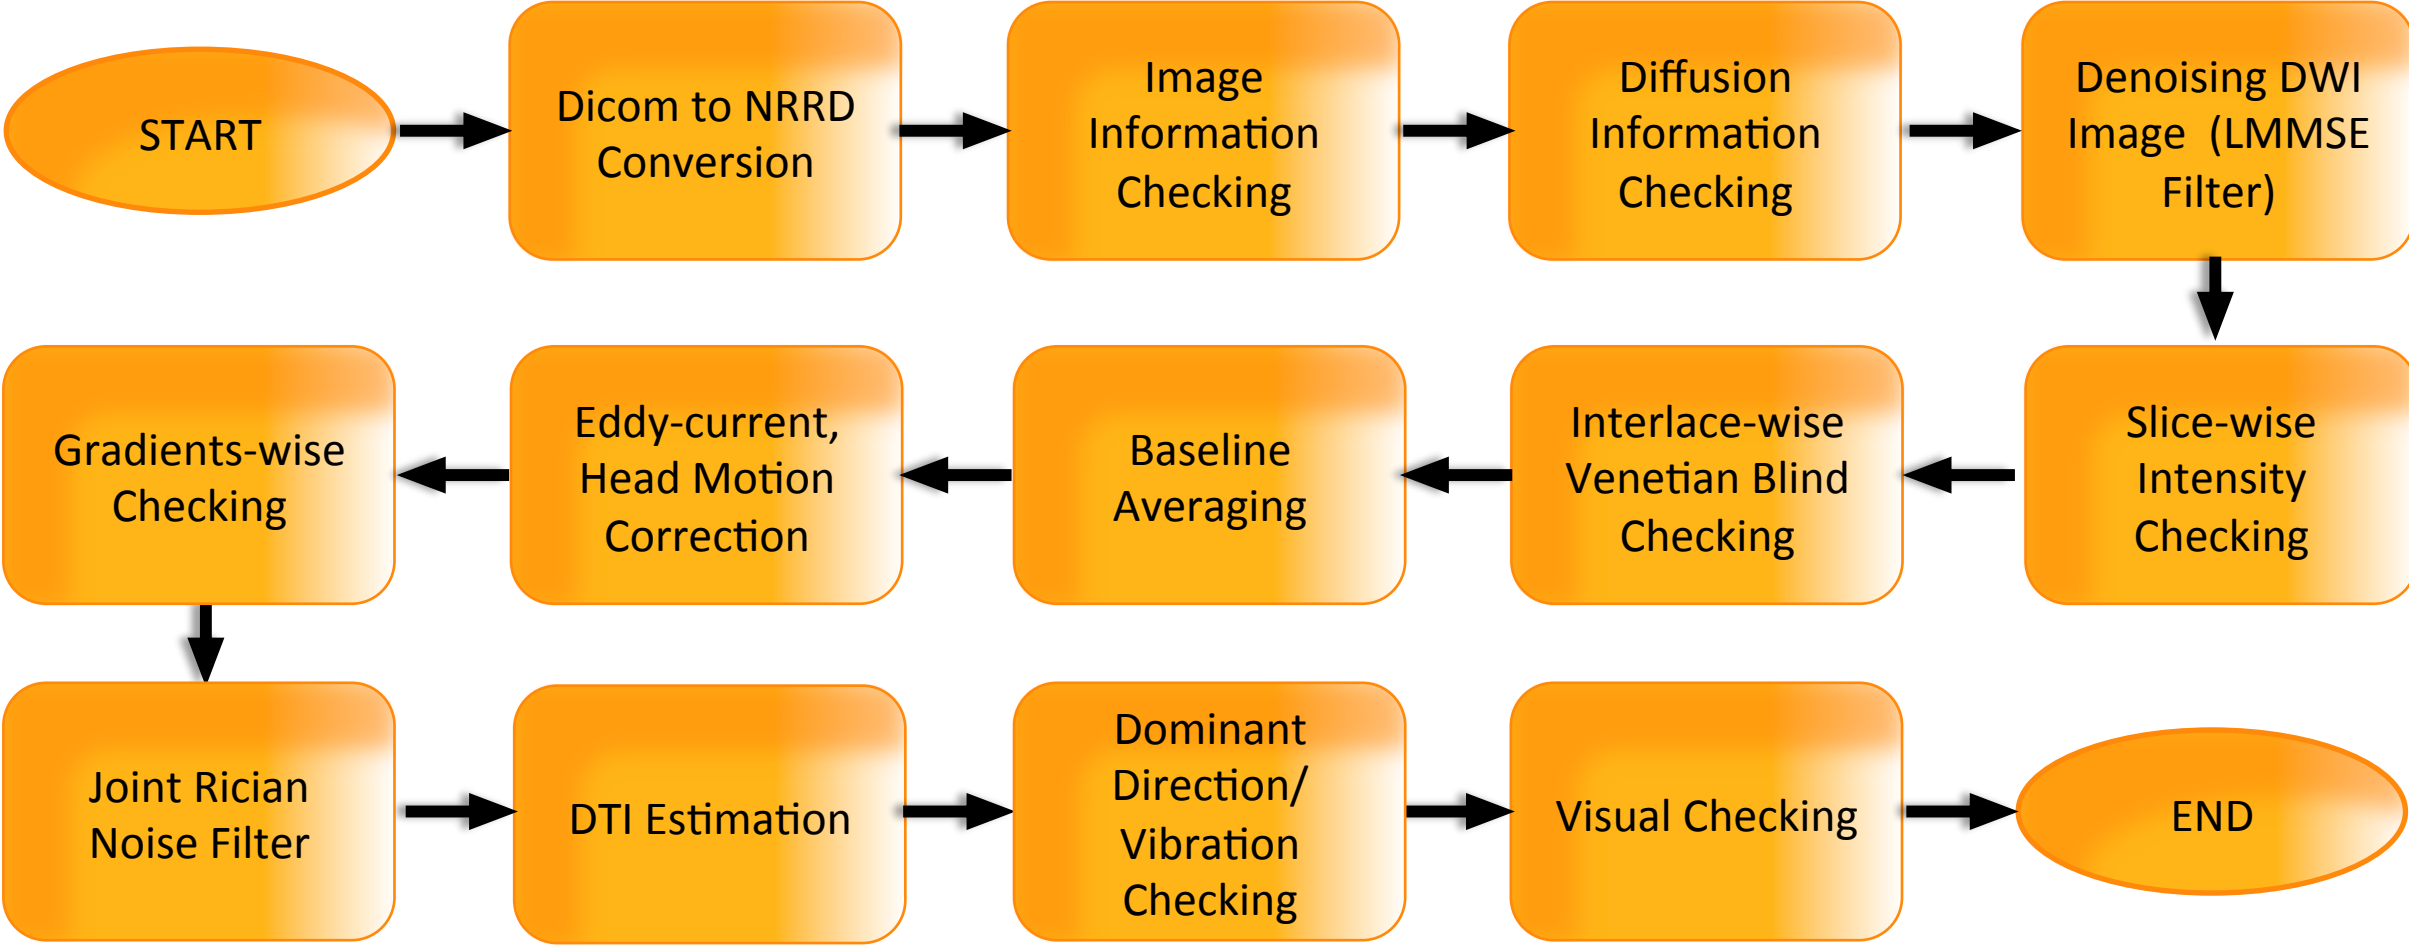 START
Dicom to NRRD
Conversion
Image
Information
Checking
Diffusion
Information
Checking
Denoising DWI
Image (LMMSE
Filter)
Slice-wise
Intensity
Checking
Interlace-wise
Venetian Blind
Checking
Baseline
Averaging
Eddy-current,
Head Motion
Correction
Gradients-wise
Checking
Joint Rician
Noise Filter
DTI Estimation
Dominant
Direction/
Vibration
Checking
Visual Checking
END